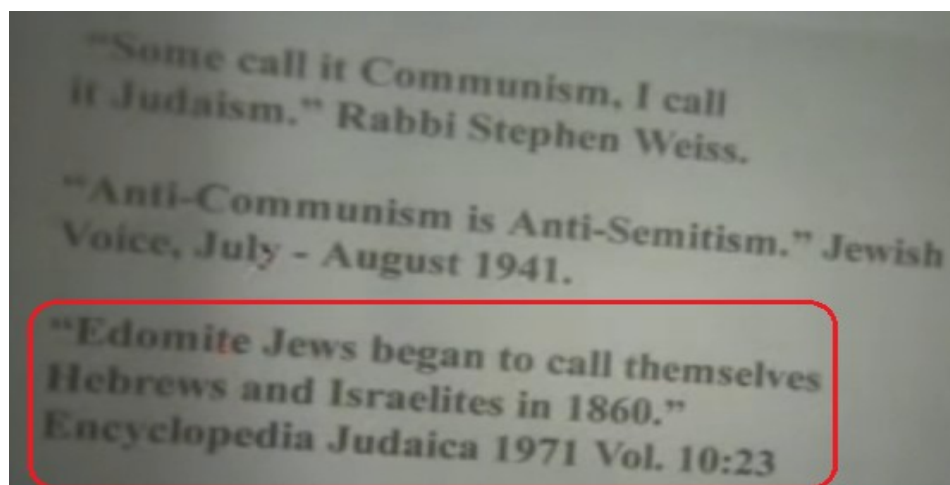 “Some call it Communism, I call
it Judaism.” Rabbi Stephen Weiss.
“Anti-Communism is Anti-Semitism.” Jewish
Voice, July - August 1941.
“Edomite Jews began to call themselves
Hebrews and Israelites in 1860.”
Encyclopedia Judaica 1971 Vol. 10:23